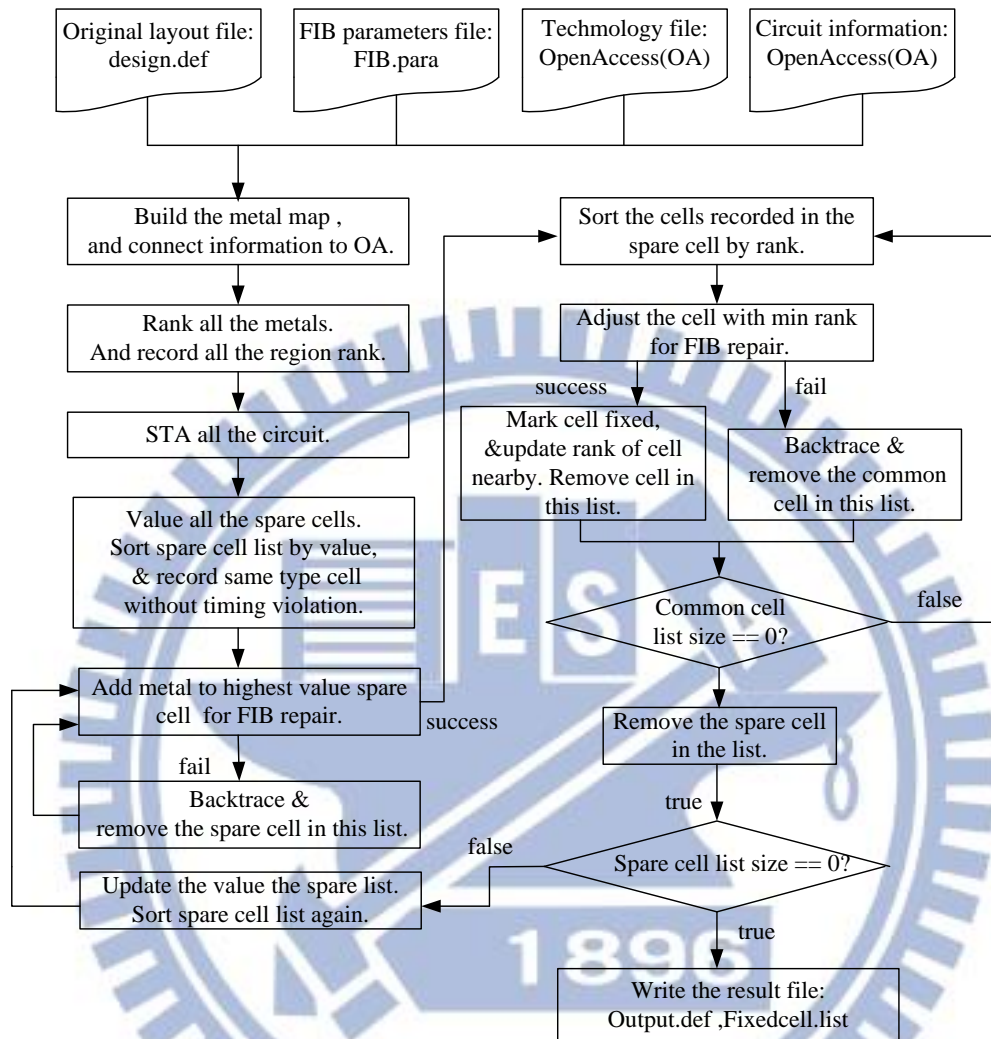 Original layout file:
design.def
FIB parameters file:
FIB.para
Technology file:
OpenAccess(OA)
Circuit information:
OpenAccess(OA)
Build the metal map ,
and connect information to OA.
Rank all the metals.
And record all the region rank.
STA all the circuit.
Value all the spare cells.
Sort spare cell list by value,
& record same type cell
without timing violation.
Add metal to highest value spare
cell for FIB repair.
success
fail
Backtrace &
remove the spare cell in this list.
Update the value the spare list.
Sort spare cell list again.
Sort the cells recorded in the
spare cell by rank.
Adjust the cell with min rank
for FIB repair.
success
fail
Mark cell fixed,
&update rank of cell
nearby. Remove cell in
this list.
Backtrace &
remove the common
cell in this list.
Common cell
list size == 0?
false
Remove the spare cell
in the list.
true
Spare cell list size == 0?
false
true
Write the result file:
Output.def ,Fixedcell.list
E S
1896